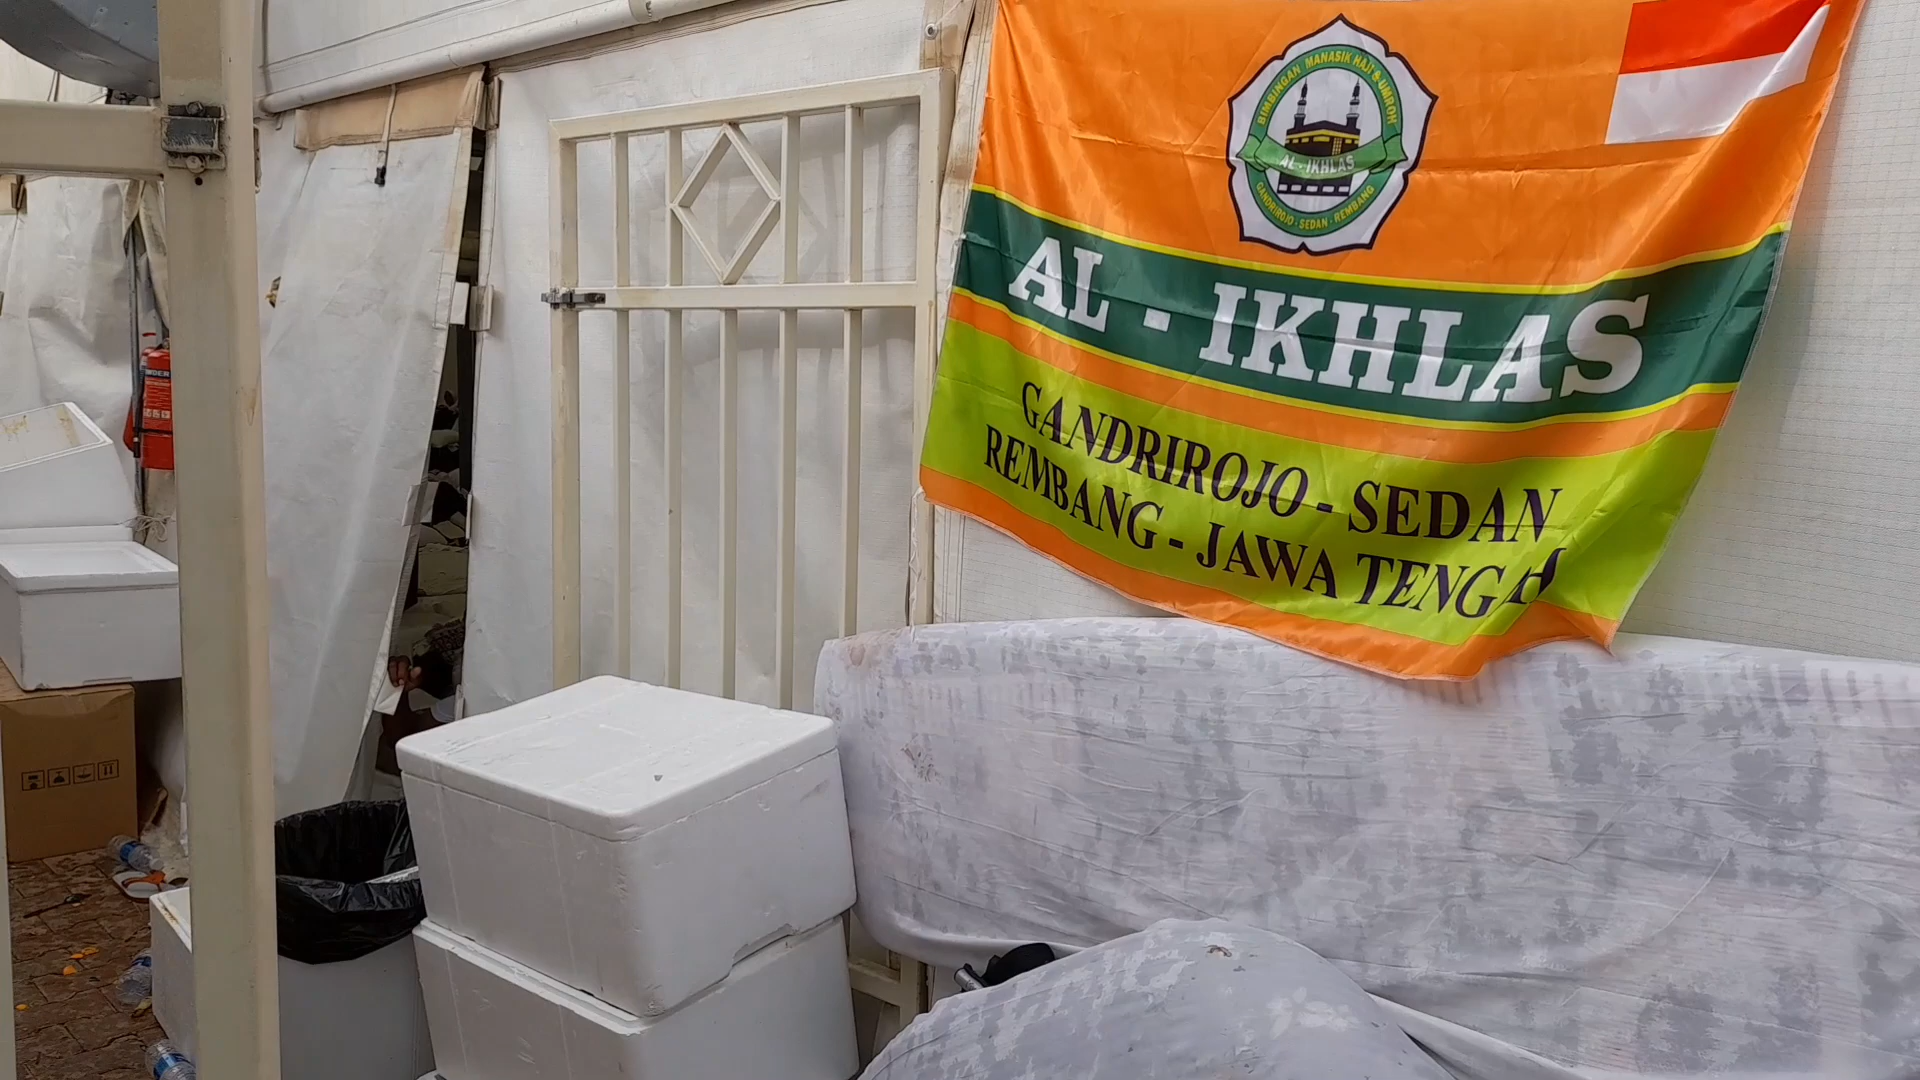 BIMBINGAN MANASIK HAJI & UMROH
AL - IKHLAS
GANDRIROJO - SEDAN - REMBANG
AL - IKHLAS
GANDRIROJO - SEDAN
REMBANG - JAWA TENGAH